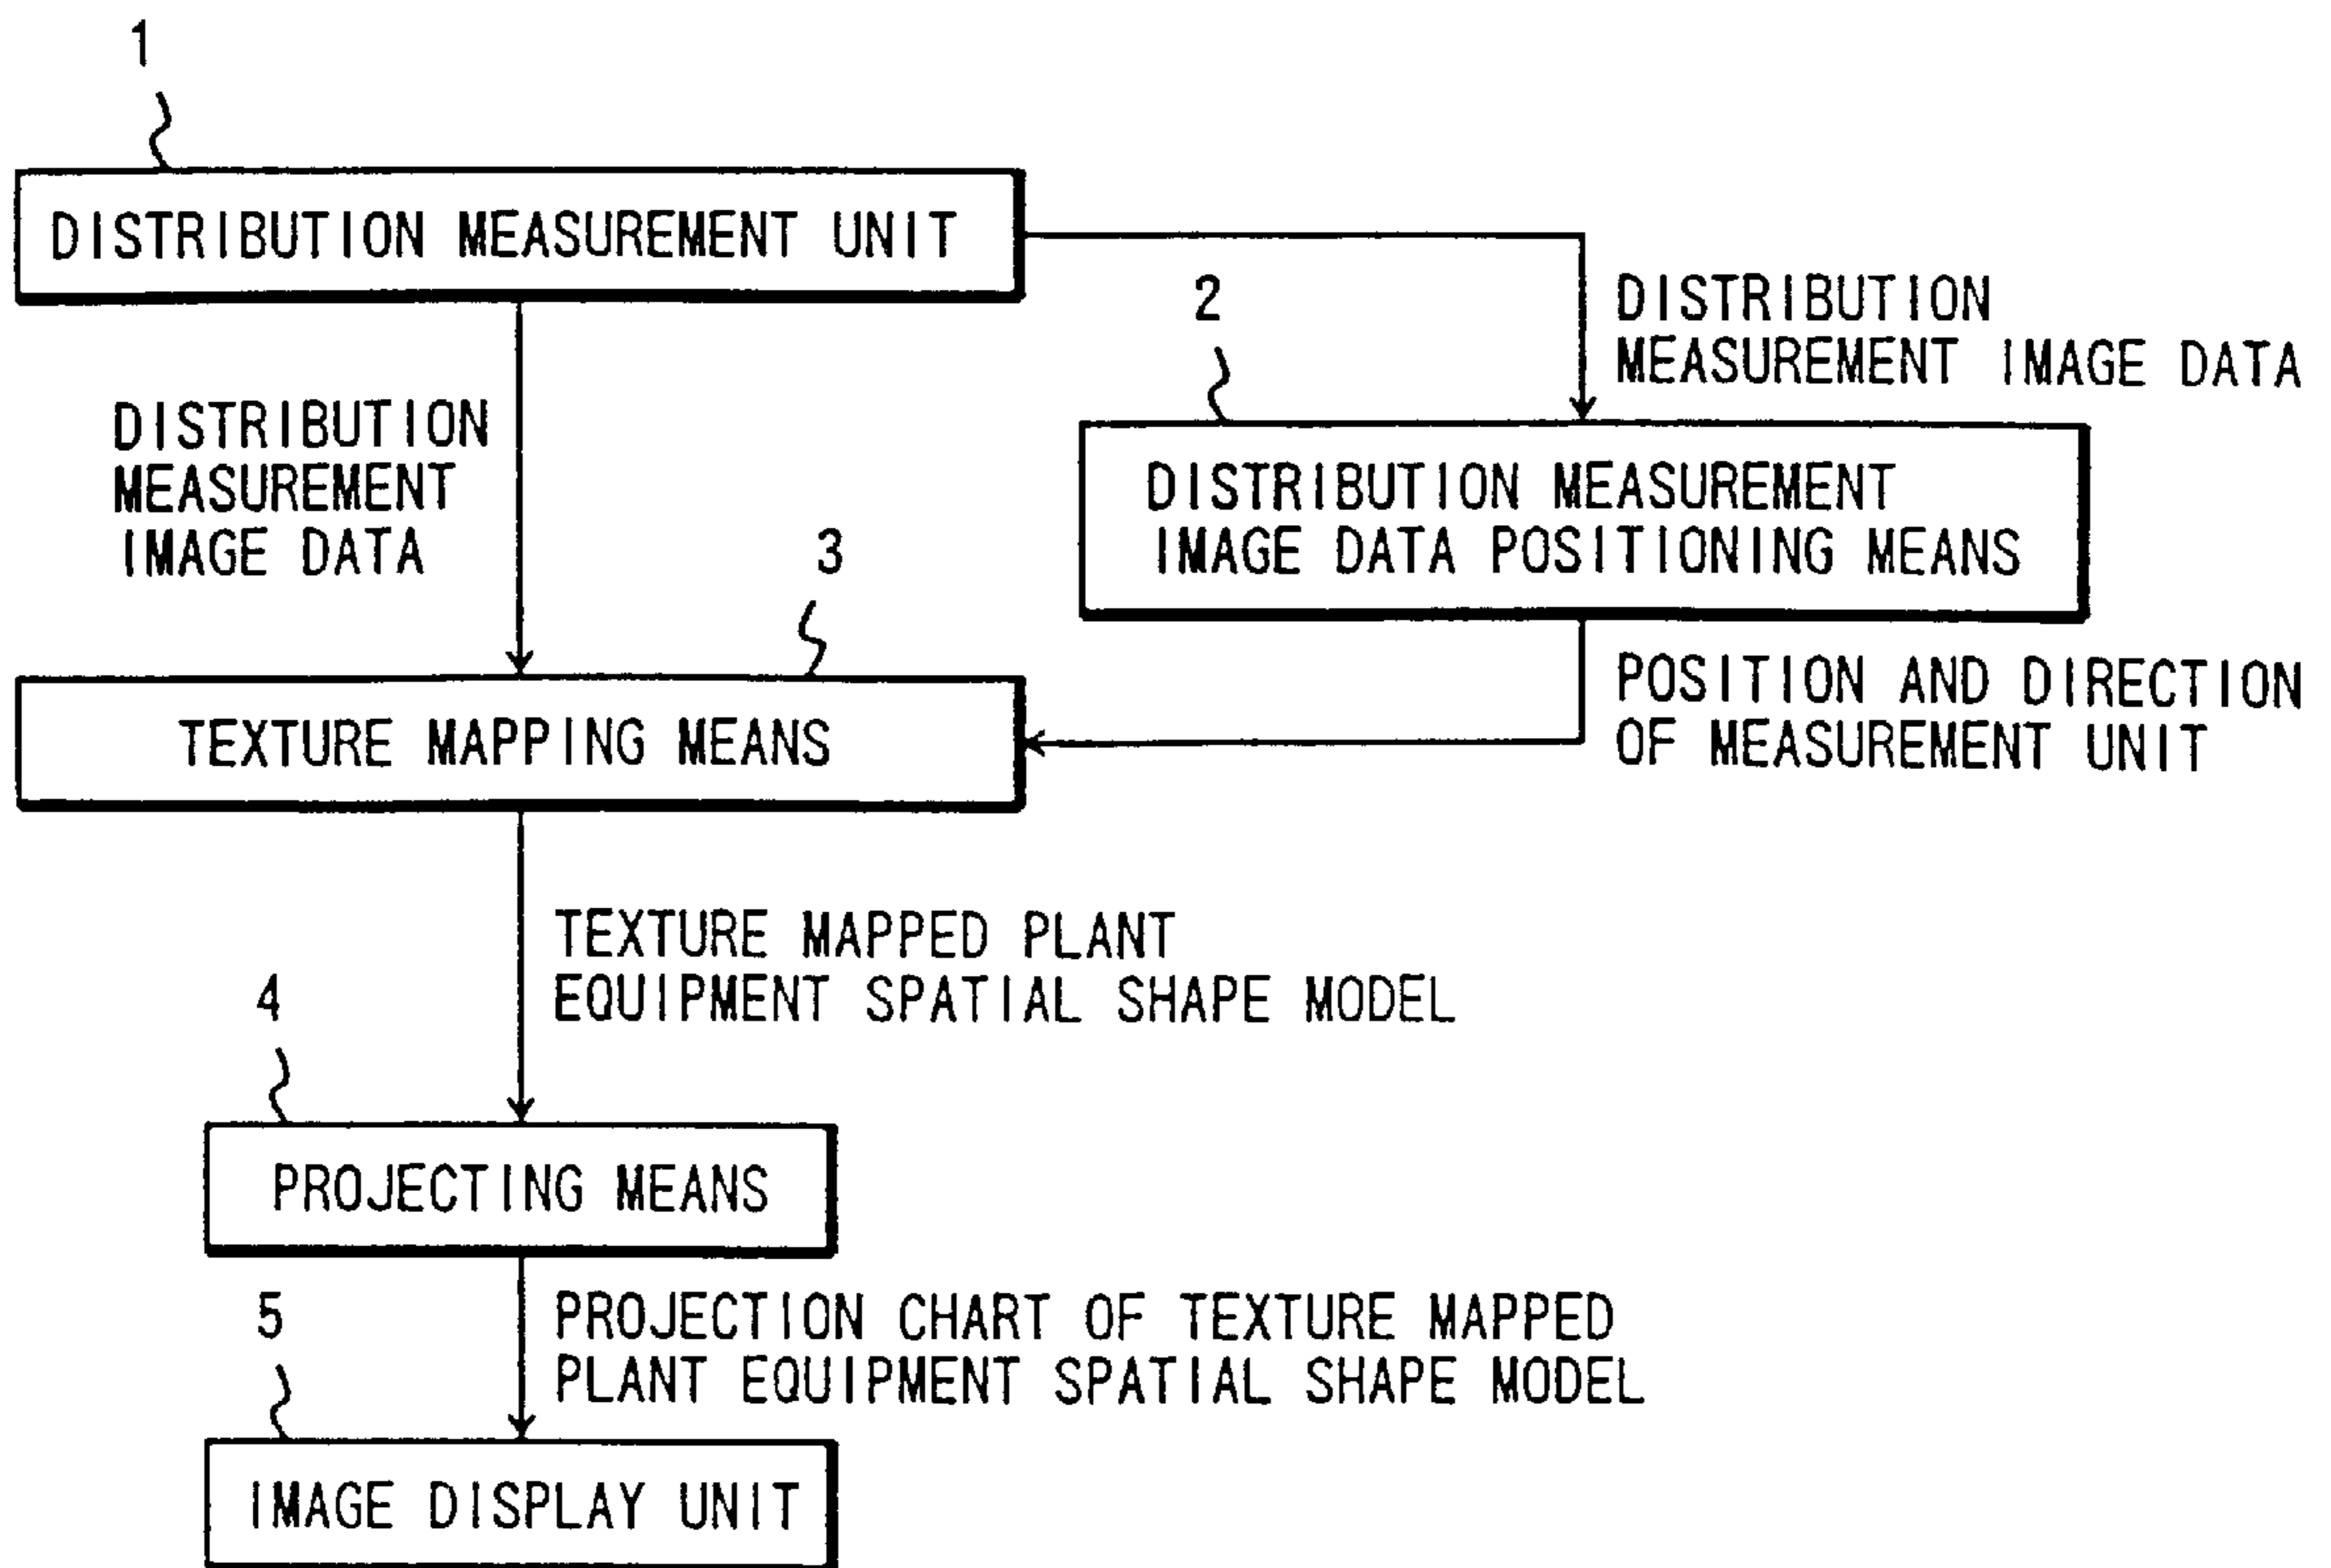 1
DISTRIBUTION MEASUREMENT UNIT
2
DISTRIBUTION
MEASUREMENT IMAGE DATA
DISTRIBUTION
MEASUREMENT
IMAGE DATA
DISTRIBUTION MEASUREMENT
IMAGE DATA POSITIONING MEANS
3
TEXTURE MAPPING MEANS
POSITION AND DIRECTION
OF MEASUREMENT UNIT
TEXTURE MAPPED PLANT
EQUIPMENT SPATIAL SHAPE MODEL
4
PROJECTING MEANS
5
PROJECTION CHART OF TEXTURE MAPPED
PLANT EQUIPMENT SPATIAL SHAPE MODEL
IMAGE DISPLAY UNIT